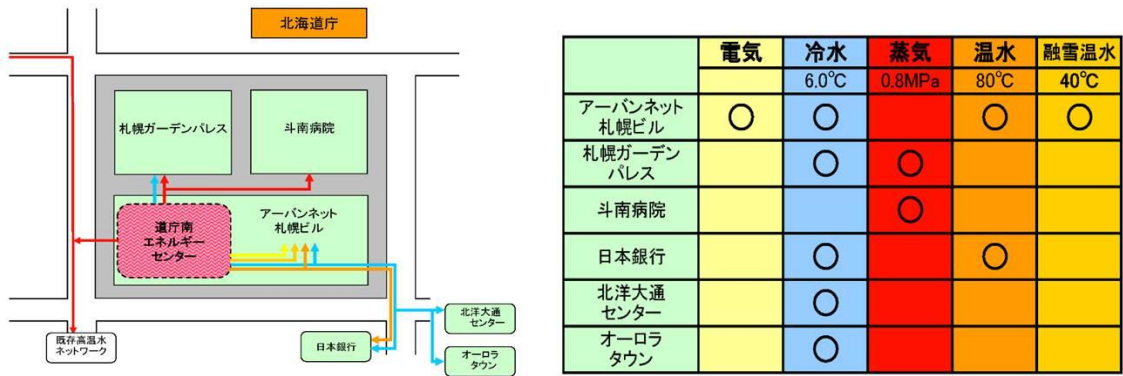 北海道庁
札幌ガーデンパレス
斗南病院
道庁南
エネルギー
センター
アーバンネット
札幌ビル
既存高温水
ネットワーク
日本銀行
北洋大通
センター
オーロラ
タウン
電気 冷水 蒸気 温水 融雪温水
6.0℃ 0.8MPa 80℃ 40℃
アーバンネット
札幌ビル ○ ○ ○ ○
札幌ガーデン
パレス ○ ○
斗南病院 ○
日本銀行 ○ ○
北洋大通
センター ○
オーロラ
タウン ○